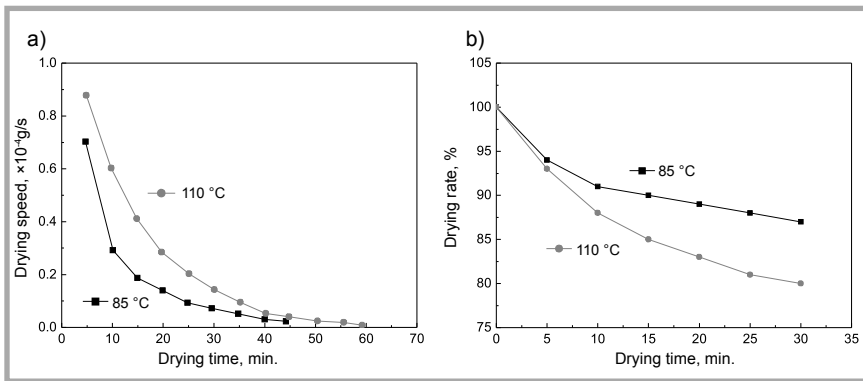 a)
1.0
0.8
0.6
0.4
0.2
0.0
Drying speed, ×10⁻⁴g/s
110 °C
85 °C
0 10 20 30 40 50 60 70
Drying time, min.
b)
105
100
95
90
85
80
75
Drying rate, %
85 °C
110 °C
0 5 10 15 20 25 30 35
Drying time, min.